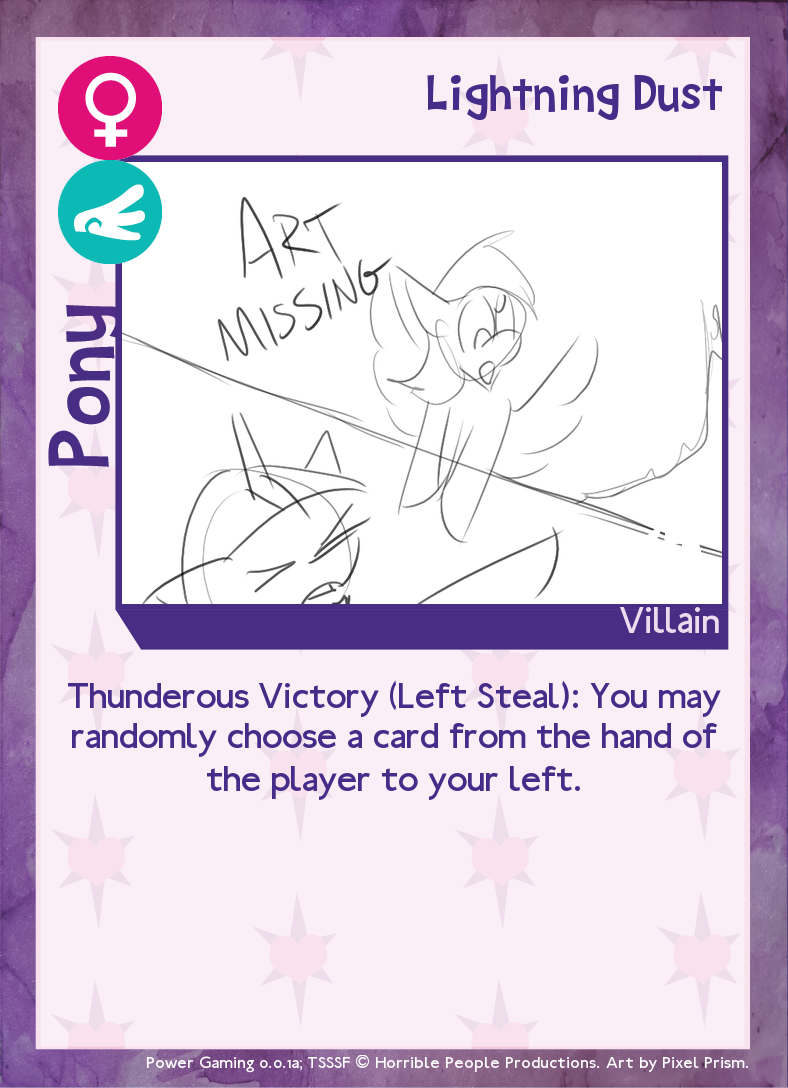 Lightning Dust
ART
MISSING
Pony
Villain
Thunderous Victory (Left Steal): You may
randomly choose a card from the hand of
the player to your left.
Power Gaming 0.0.1a; TSSSF © Horrible People Productions. Art by Pixel Prism.